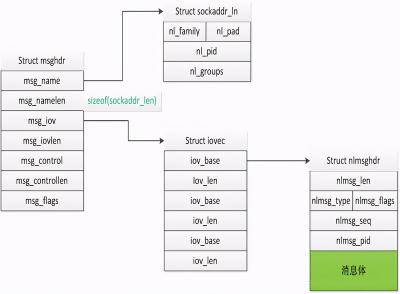 Struct sockaddr_ln
nl_family nl_pad
nl_pid
nl_groups
Struct msghdr
msg_name
msg_namelen sizeof(sockaddr_len)
msg_iov
msg_iovlen
msg_control
msg_controllen
msg_flags
Struct iovec
iov_base
Iov_len
iov_base
iov_len
iov_base
iov_len
Struct nlmsghdr
nlmsg_len
nlmsg_type nlmsg_flags
nlmsg_seq
nlmsg_pid
消息体